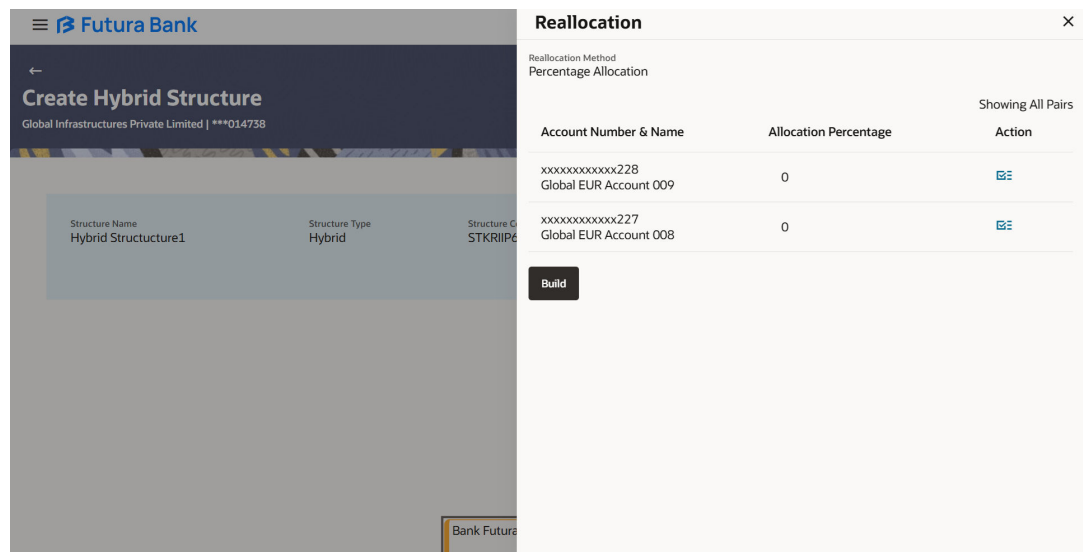 Futura Bank
Create Hybrid Structure
Global Infrastructures Private Limited | ***014738
Structure Name
Hybrid Structucture1
Structure Type
Hybrid
Structure C
STKRIIP6
Bank Futura
Reallocation
Reallocation Method
Percentage Allocation
Showing All Pairs
Account Number & Name Allocation Percentage Action
xxxxxxxxxxxx228
Global EUR Account 009
0
xxxxxxxxxxxx227
Global EUR Account 008
0
Build